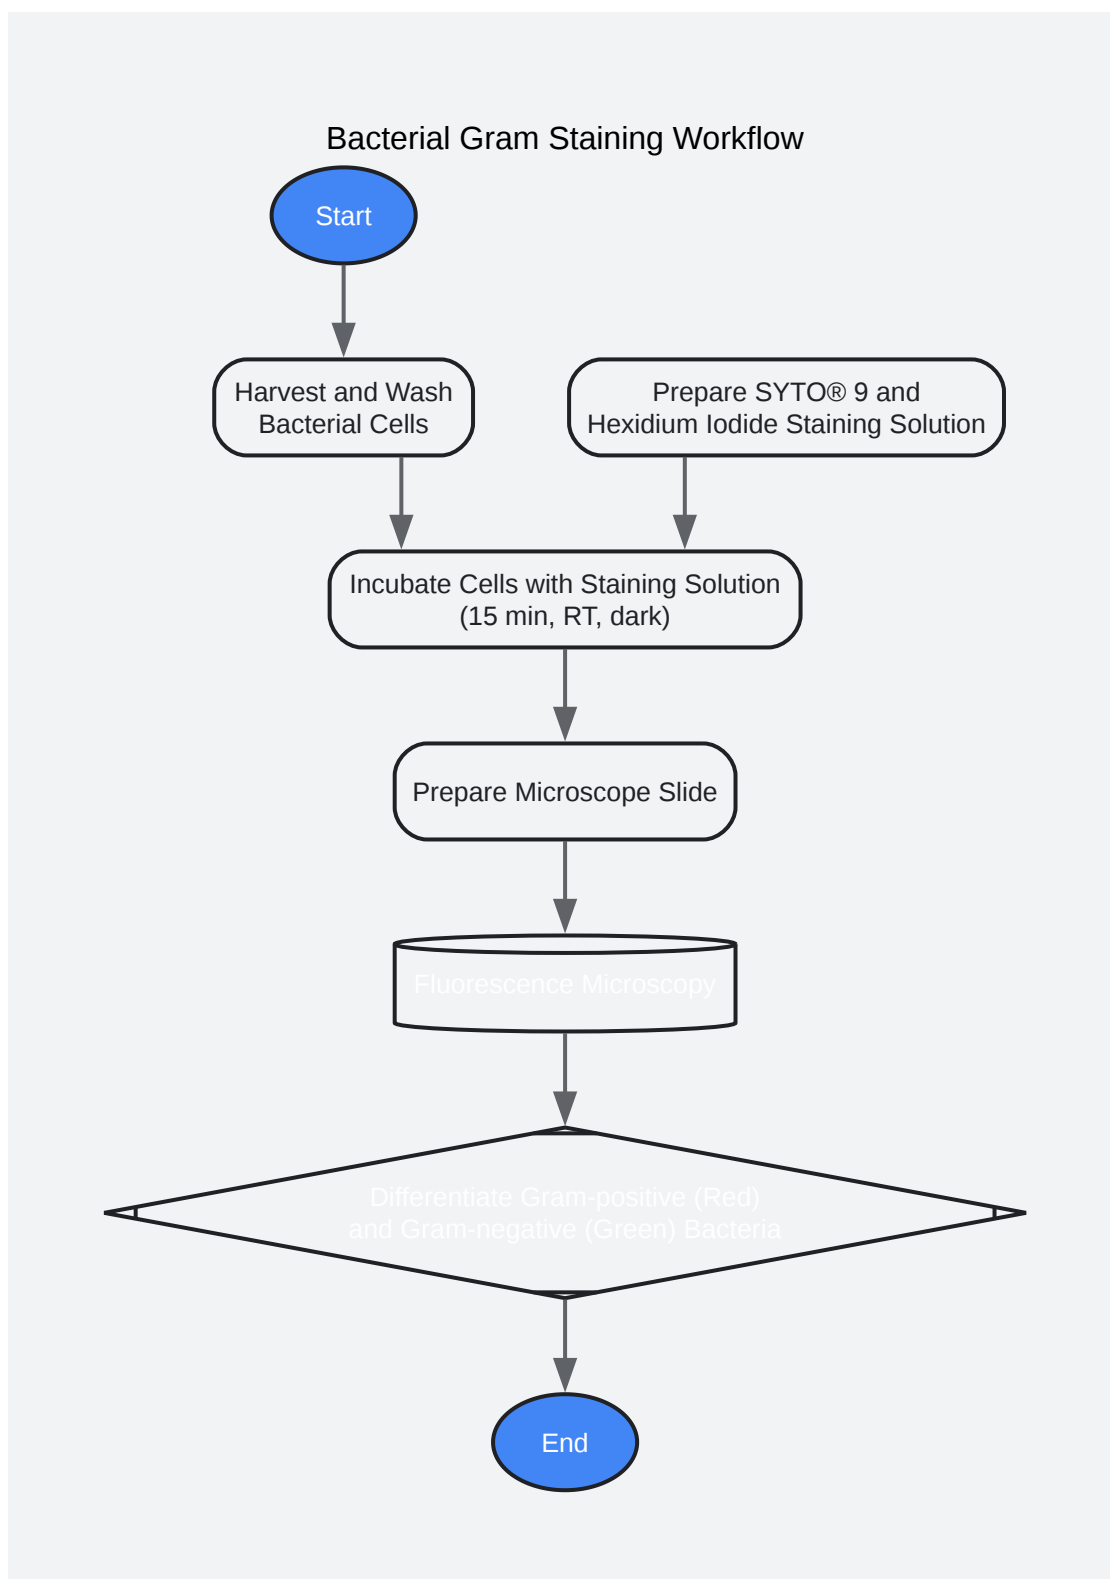 Bacterial Gram Staining Workflow
Start
Harvest and Wash
Bacterial Cells
Prepare SYTO® 9 and
Hexidium Iodide Staining Solution
Incubate Cells with Staining Solution
(15 min, RT, dark)
Prepare Microscope Slide
Fluorescence Microscopy
Differentiate Gram-positive (Red)
and Gram-negative (Green) Bacteria
End